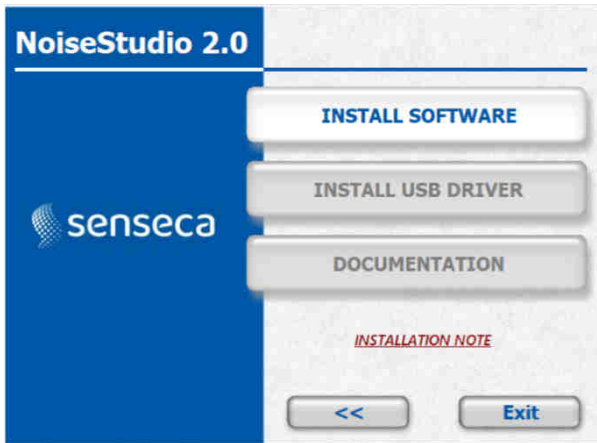 NoiseStudio 2.0
INSTALL SOFTWARE
INSTALL USB DRIVER
senseca
DOCUMENTATION
INSTALLATION NOTE
<<
Exit